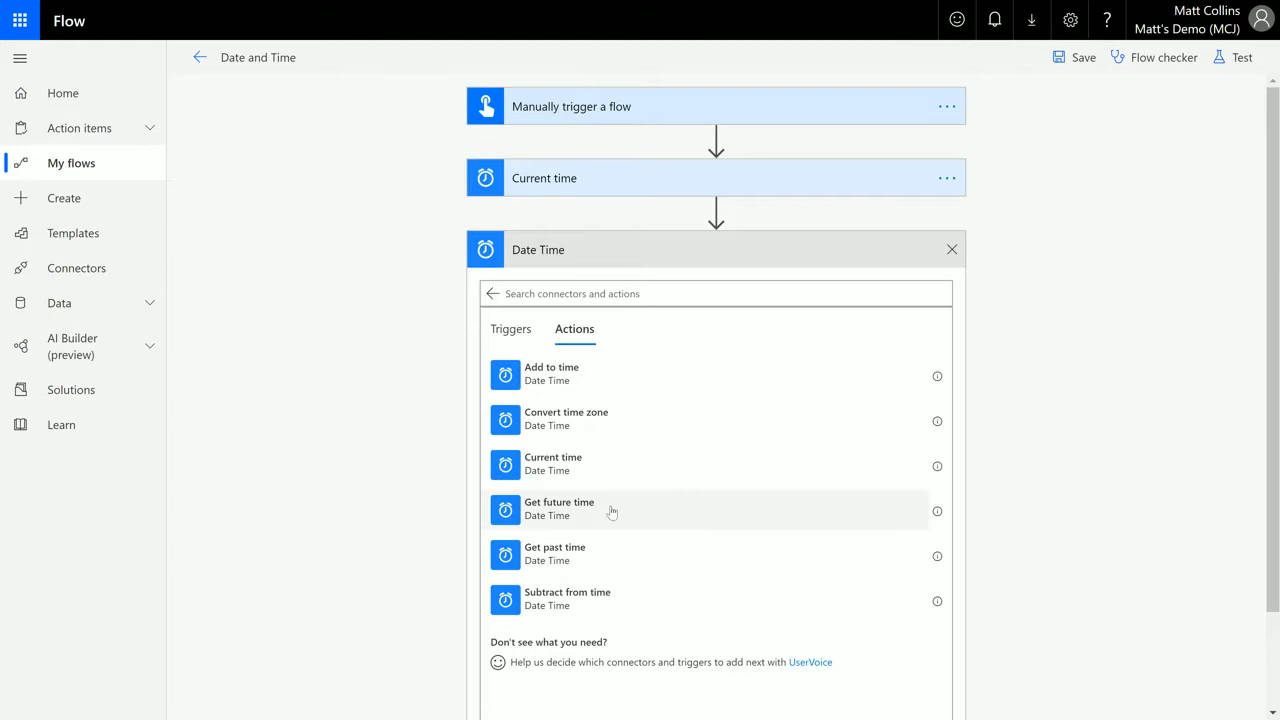 Flow
?
Matt Collins
Matt's Demo (MCJ)
Date and Time
Save
Flow checker
Test
Home
Action items
My flows
Create
Templates
Connectors
Data
AI Builder
(preview)
Solutions
Learn
Manually trigger a flow
Current time
Date Time
Search connectors and actions
Triggers
Actions
Add to time
Date Time
Convert time zone
Date Time
Current time
Date Time
Get future time
Date Time
Get past time
Date Time
Subtract from time
Date Time
Don't see what you need?
Help us decide which connectors and triggers to add next with UserVoice